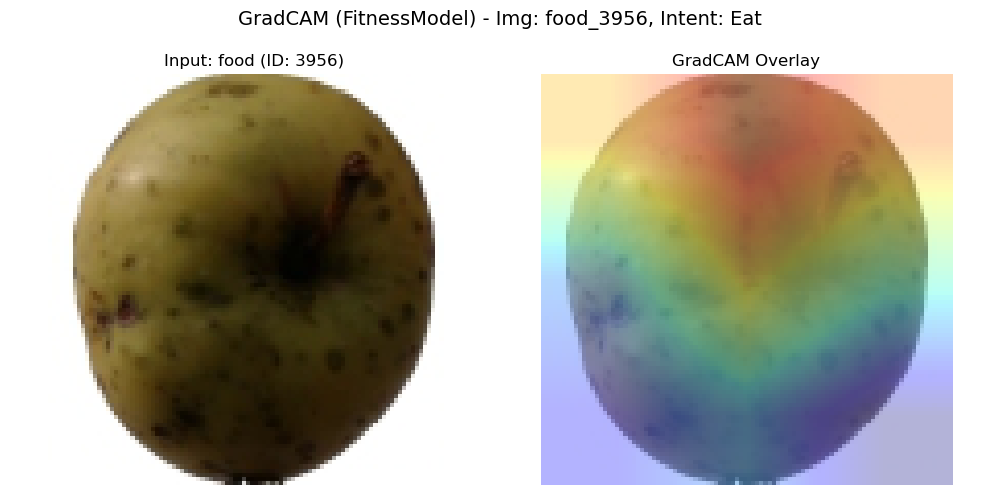 GradCAM (FitnessModel) - Img: food_3956, Intent: Eat
Input: food (ID: 3956)
GradCAM Overlay